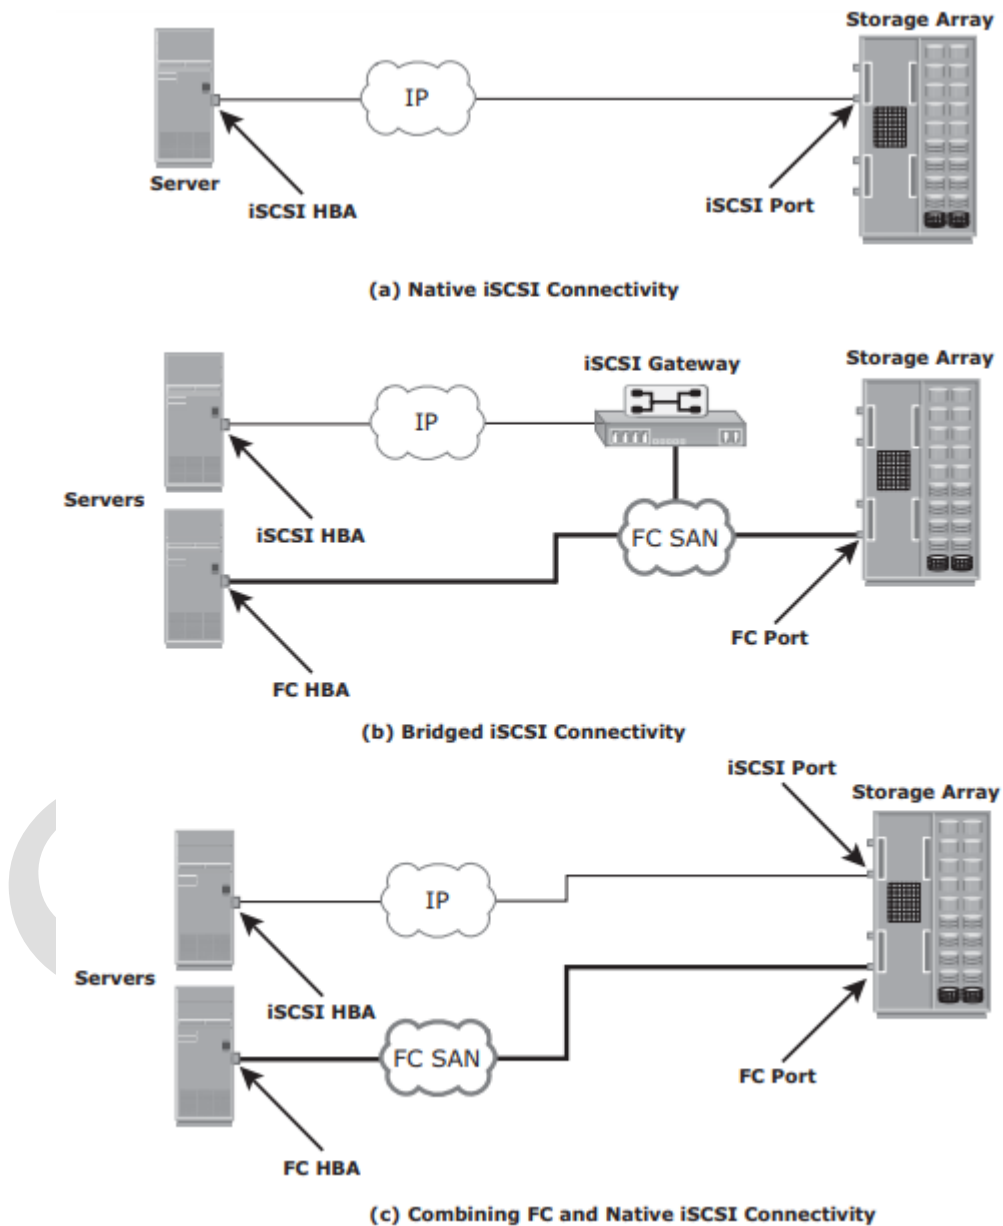 Storage Array
IP
Server
iSCSI HBA
iSCSI Port
(a) Native iSCSI Connectivity
iSCSI Gateway
Storage Array
IP
Servers
iSCSI HBA
FC SAN
FC Port
FC HBA
(b) Bridged iSCSI Connectivity
iSCSI Port
Storage Array
IP
Servers
iSCSI HBA
FC SAN
FC Port
FC HBA
(c) Combining FC and Native iSCSI Connectivity